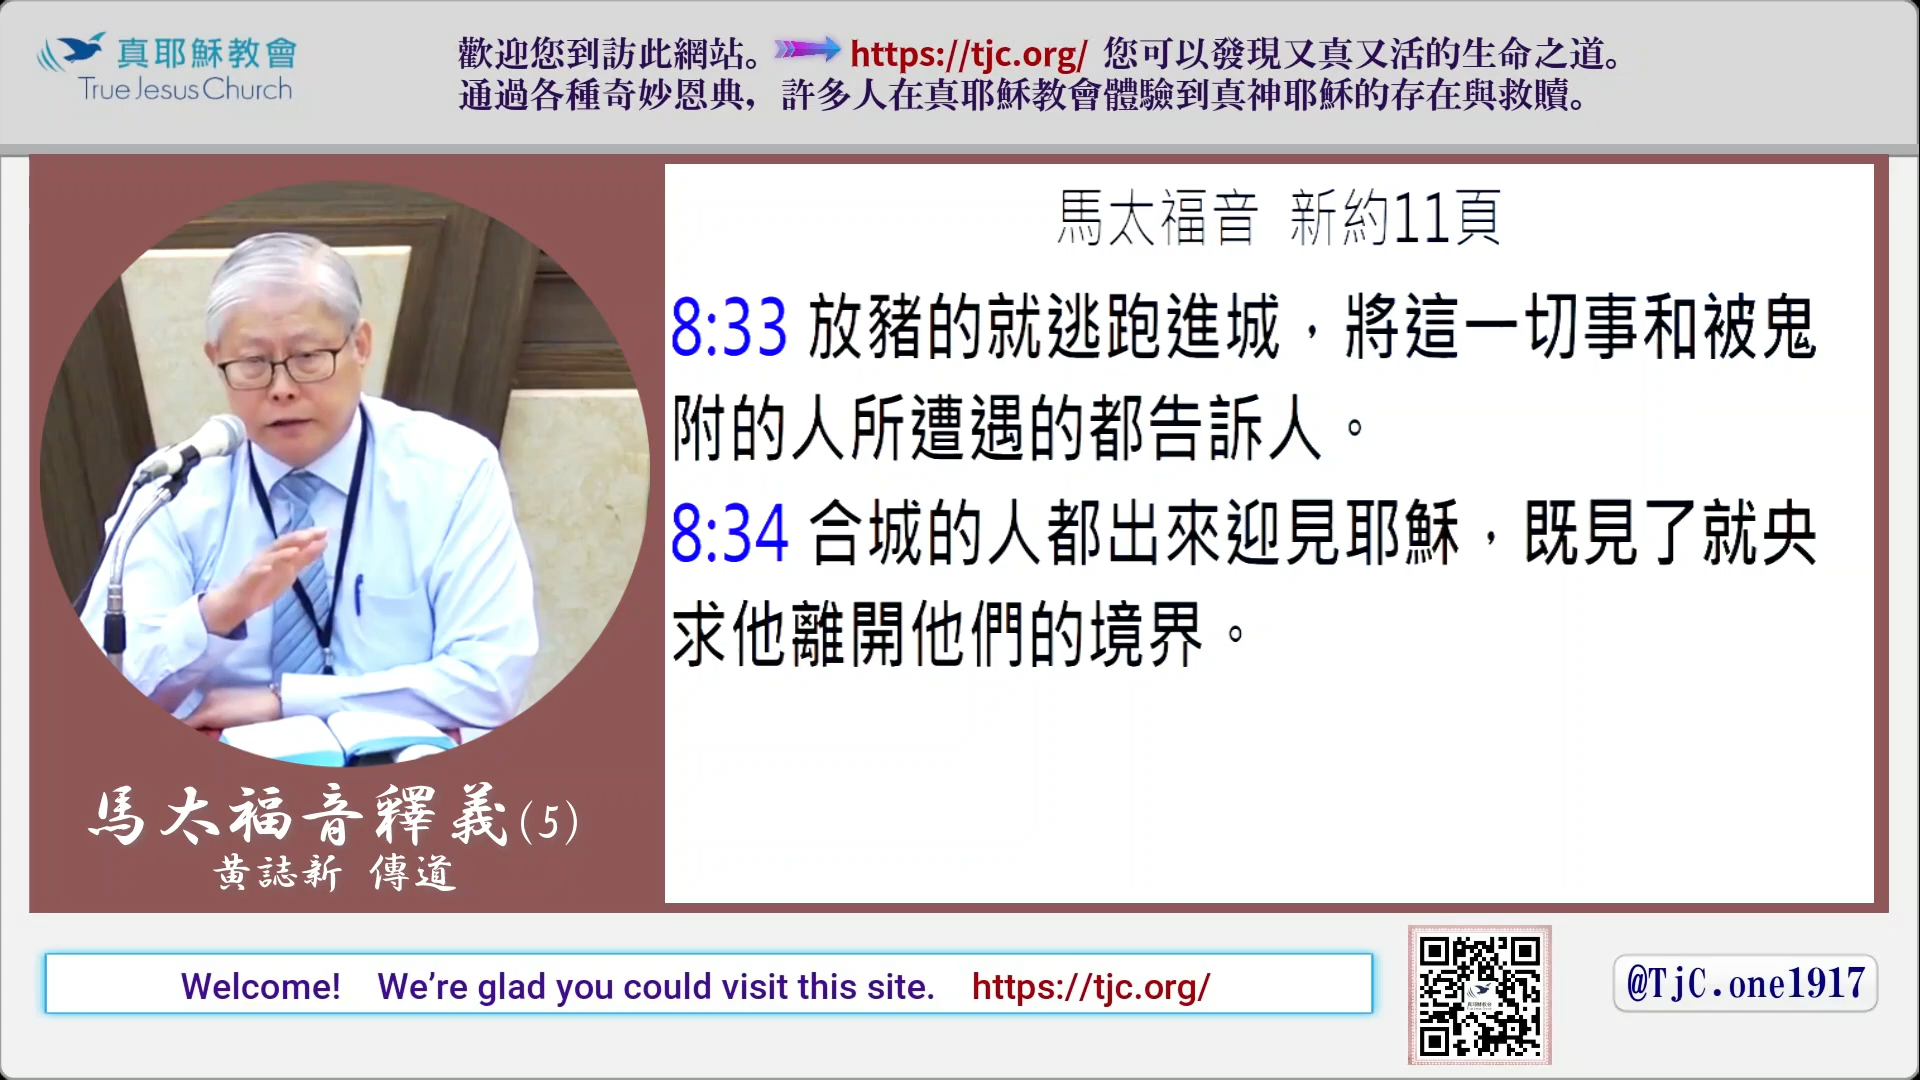 真耶穌教會
True Jesus Church
歡迎您到訪此網站。https://tjc.org/ 您可以發現又真又活的生命之道。
通過各種奇妙恩典，許多人在真耶穌教會體驗到真神耶穌的存在與救贖。
馬太福音 新約11頁
8:33 放豬的就逃跑進城，將這一切事和被鬼
附的人所遭遇的都告訴人。
8:34 合城的人都出來迎見耶穌，既見了就央
求他離開他們的境界。
馬太福音釋義(5)
黃誌新 傳道
Welcome! We’re glad you could visit this site. https://tjc.org/
@TjC.one1917